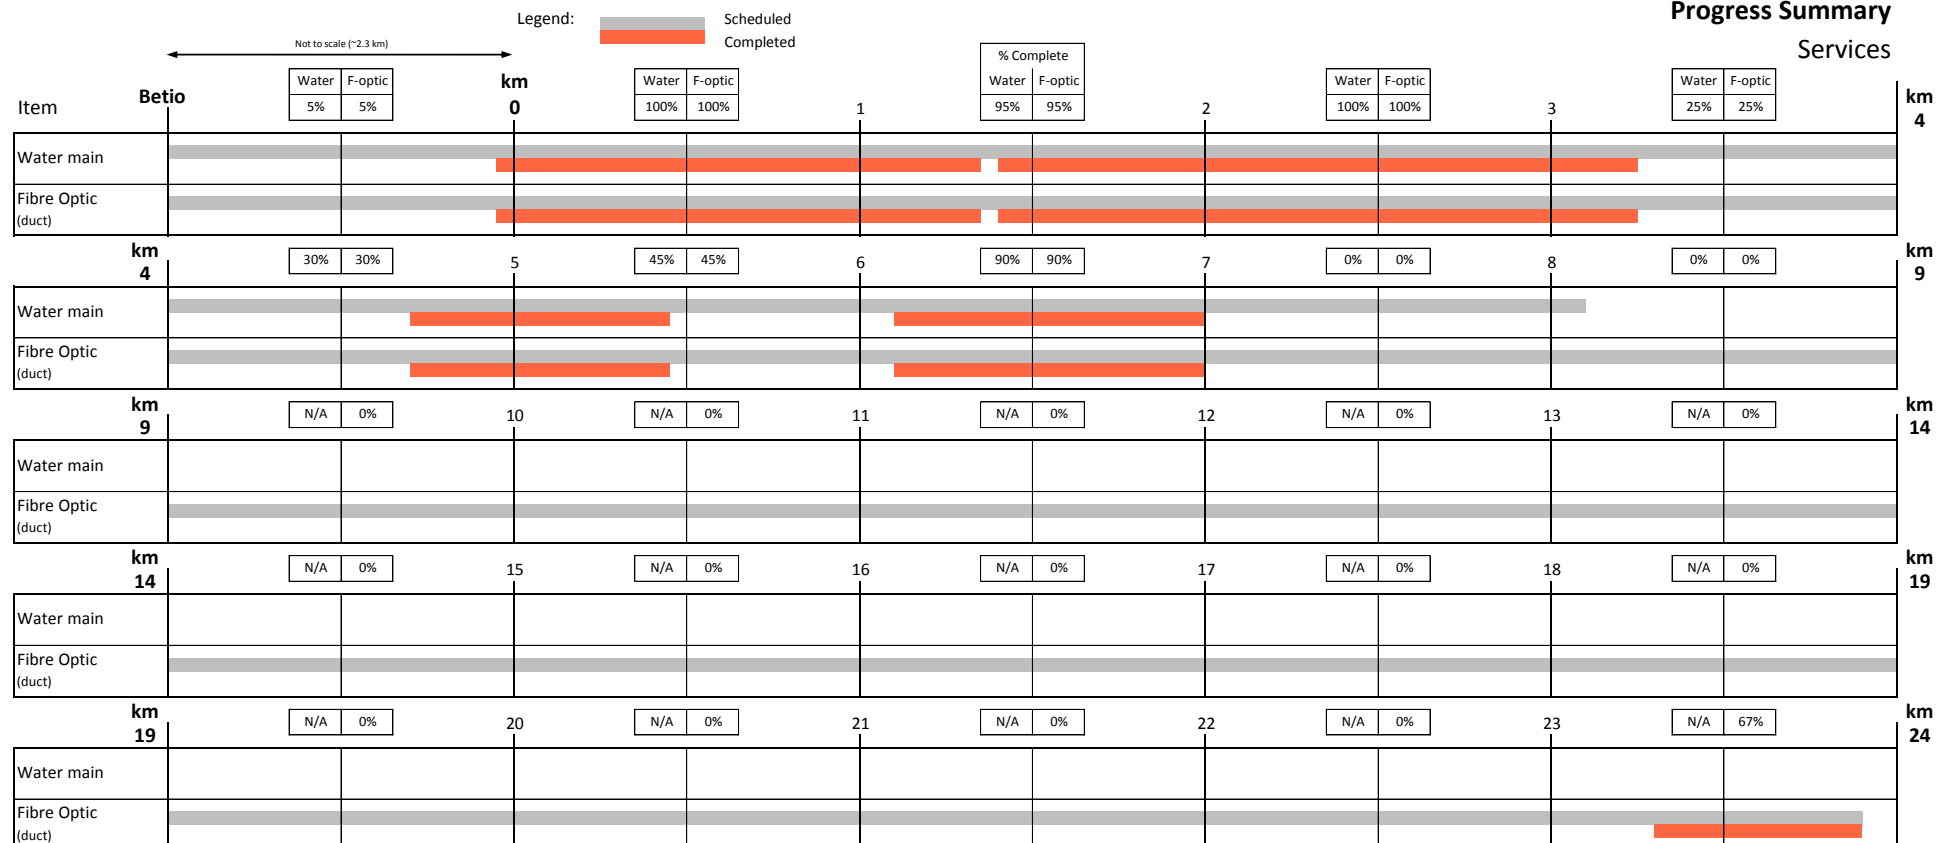 Progress Summary
Services
Legend:
Scheduled
Completed
Not to scale (~2.3 km)
% Complete
Water F-optic Water F-optic Water F-optic Water F-optic Water F-optic
Item Betio 5% 5% km 0 100% 100% 1 95% 95% 2 100% 100% 3 25% 25% km 4
Water main
Fibre Optic
(duct)
km 4 30% 30% 5 45% 45% 6 90% 90% 7 0% 0% 8 0% 0% km 9
Water main
Fibre Optic
(duct)
km 9 N/A 0% 10 N/A 0% 11 N/A 0% 12 N/A 0% 13 N/A 0% km 14
Water main
Fibre Optic
(duct)
km 14 N/A 0% 15 N/A 0% 16 N/A 0% 17 N/A 0% 18 N/A 0% km 19
Water main
Fibre Optic
(duct)
km 19 N/A 0% 20 N/A 0% 21 N/A 0% 22 N/A 0% 23 N/A 67% km 24
Water main
Fibre Optic
(duct)